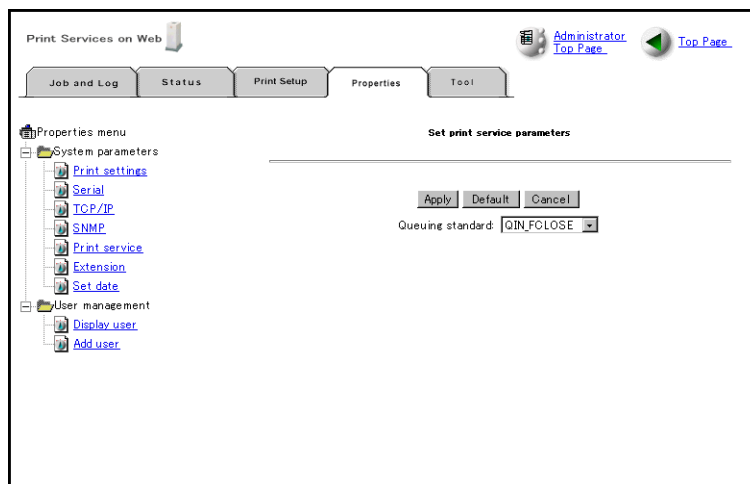 Print Services on Web
Administrator
Top Page
Top Page
Job and Log
Status
Print Setup
Properties
Tool
Properties menu
System parameters
Print settings
Serial
TCP/IP
SNMP
Print service
Extension
Set date
User management
Display user
Add user
Set print service parameters
Apply
Default
Cancel
Queuing standard: QIN_FCLOSE